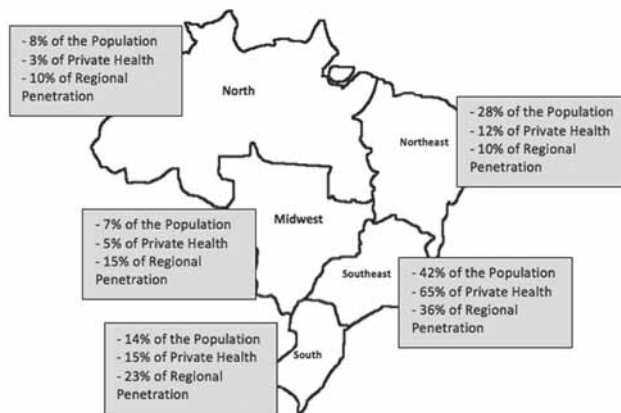 - 8% of the Population
- 3% of Private Health
- 10% of Regional
Penetration
North
- 28% of the Population
- 12% of Private Health
- 10% of Regional
Penetration
Northeast
- 7% of the Population
- 5% of Private Health
- 15% of Regional
Penetration
Midwest
Southeast
- 42% of the Population
- 65% of Private Health
- 36% of Regional
Penetration
- 14% of the Population
- 15% of Private Health
- 23% of Regional
Penetration
South